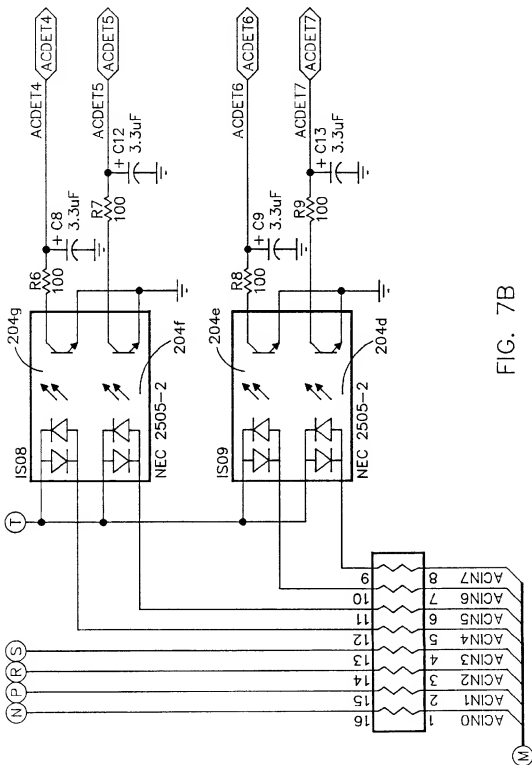 ACDET4
ACDET4
ACDET5
ACDET5
+ C8
3.3uF
R6
100
+ C12
3.3uF
R7
100
204g
204f
IS08
NEC 2505-2
ACDET6
ACDET6
ACDET7
ACDET7
+ C9
3.3uF
R8
100
+ C13
3.3uF
R9
100
204e
204d
IS09
NEC 2505-2
T
N
P
R
S
16
15
14
13
12
11
10
9
1
2
3
4
5
6
7
8
ACIN0
ACIN1
ACIN2
ACIN3
ACIN4
ACIN5
ACIN6
ACIN7
M
FIG. 7B